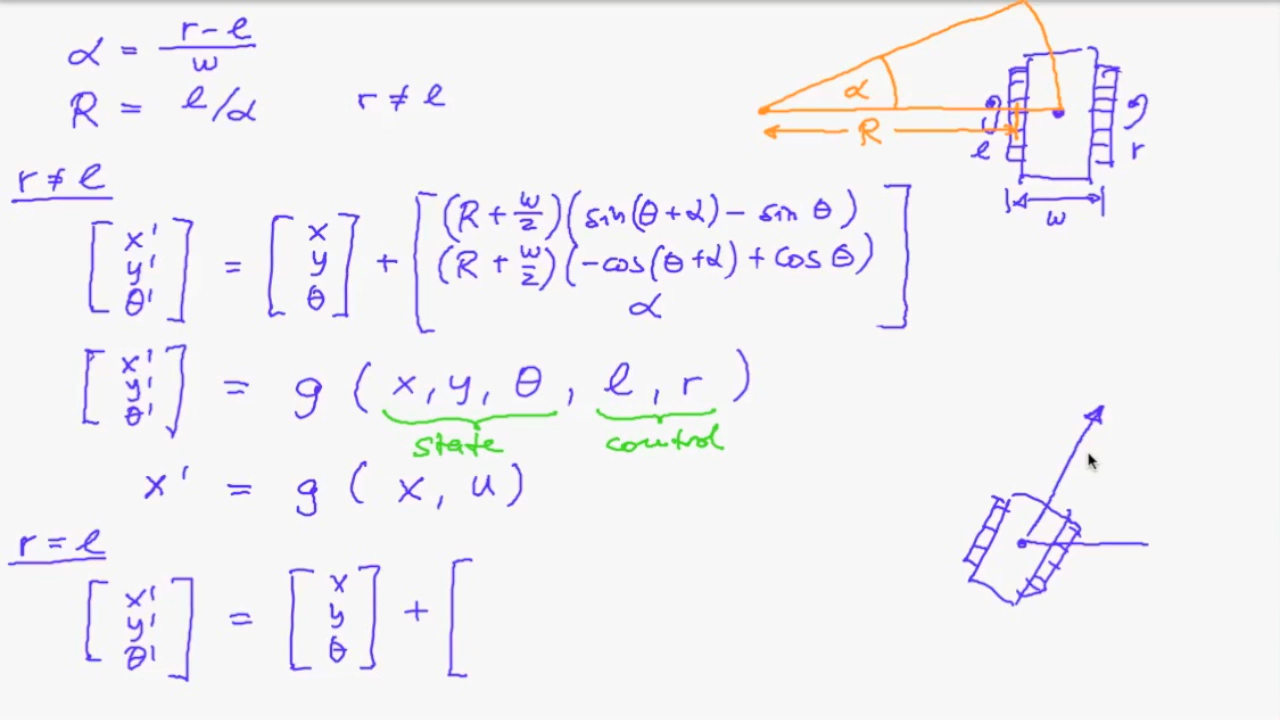 α = (r - l)/w
R = l/α r ≠ l
r ≠ l
[x' y' θ'] = [x y θ] + [(R + w/2)(sin(θ+α) - sin θ) (R + w/2)(-cos(θ+α) + cos θ) α]
[x' y' θ'] = g(x, y, θ, l, r)
state control
x' = g(x, u)
r = l
[x' y' θ'] = [x y θ] + [
α
R
l r
w